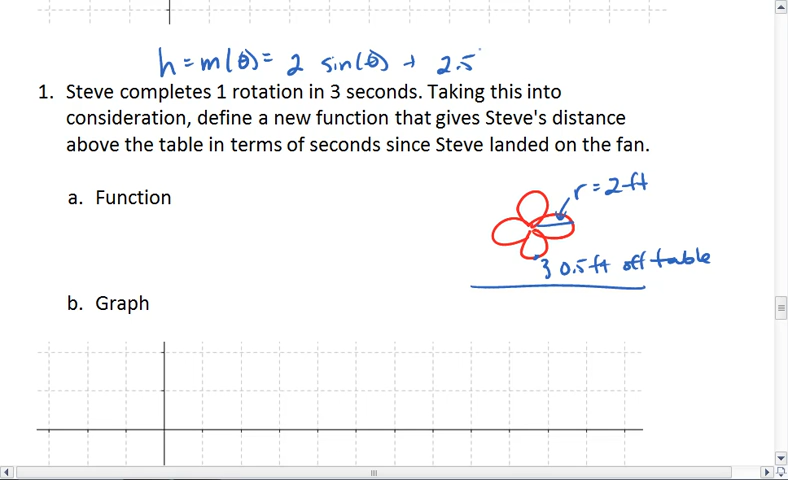 h = m(θ) = 2 sin(θ) + 2.5
1. Steve completes 1 rotation in 3 seconds. Taking this into
consideration, define a new function that gives Steve's distance
above the table in terms of seconds since Steve landed on the fan.
a. Function
r = 2 ft
} 0.5 ft off table
b. Graph